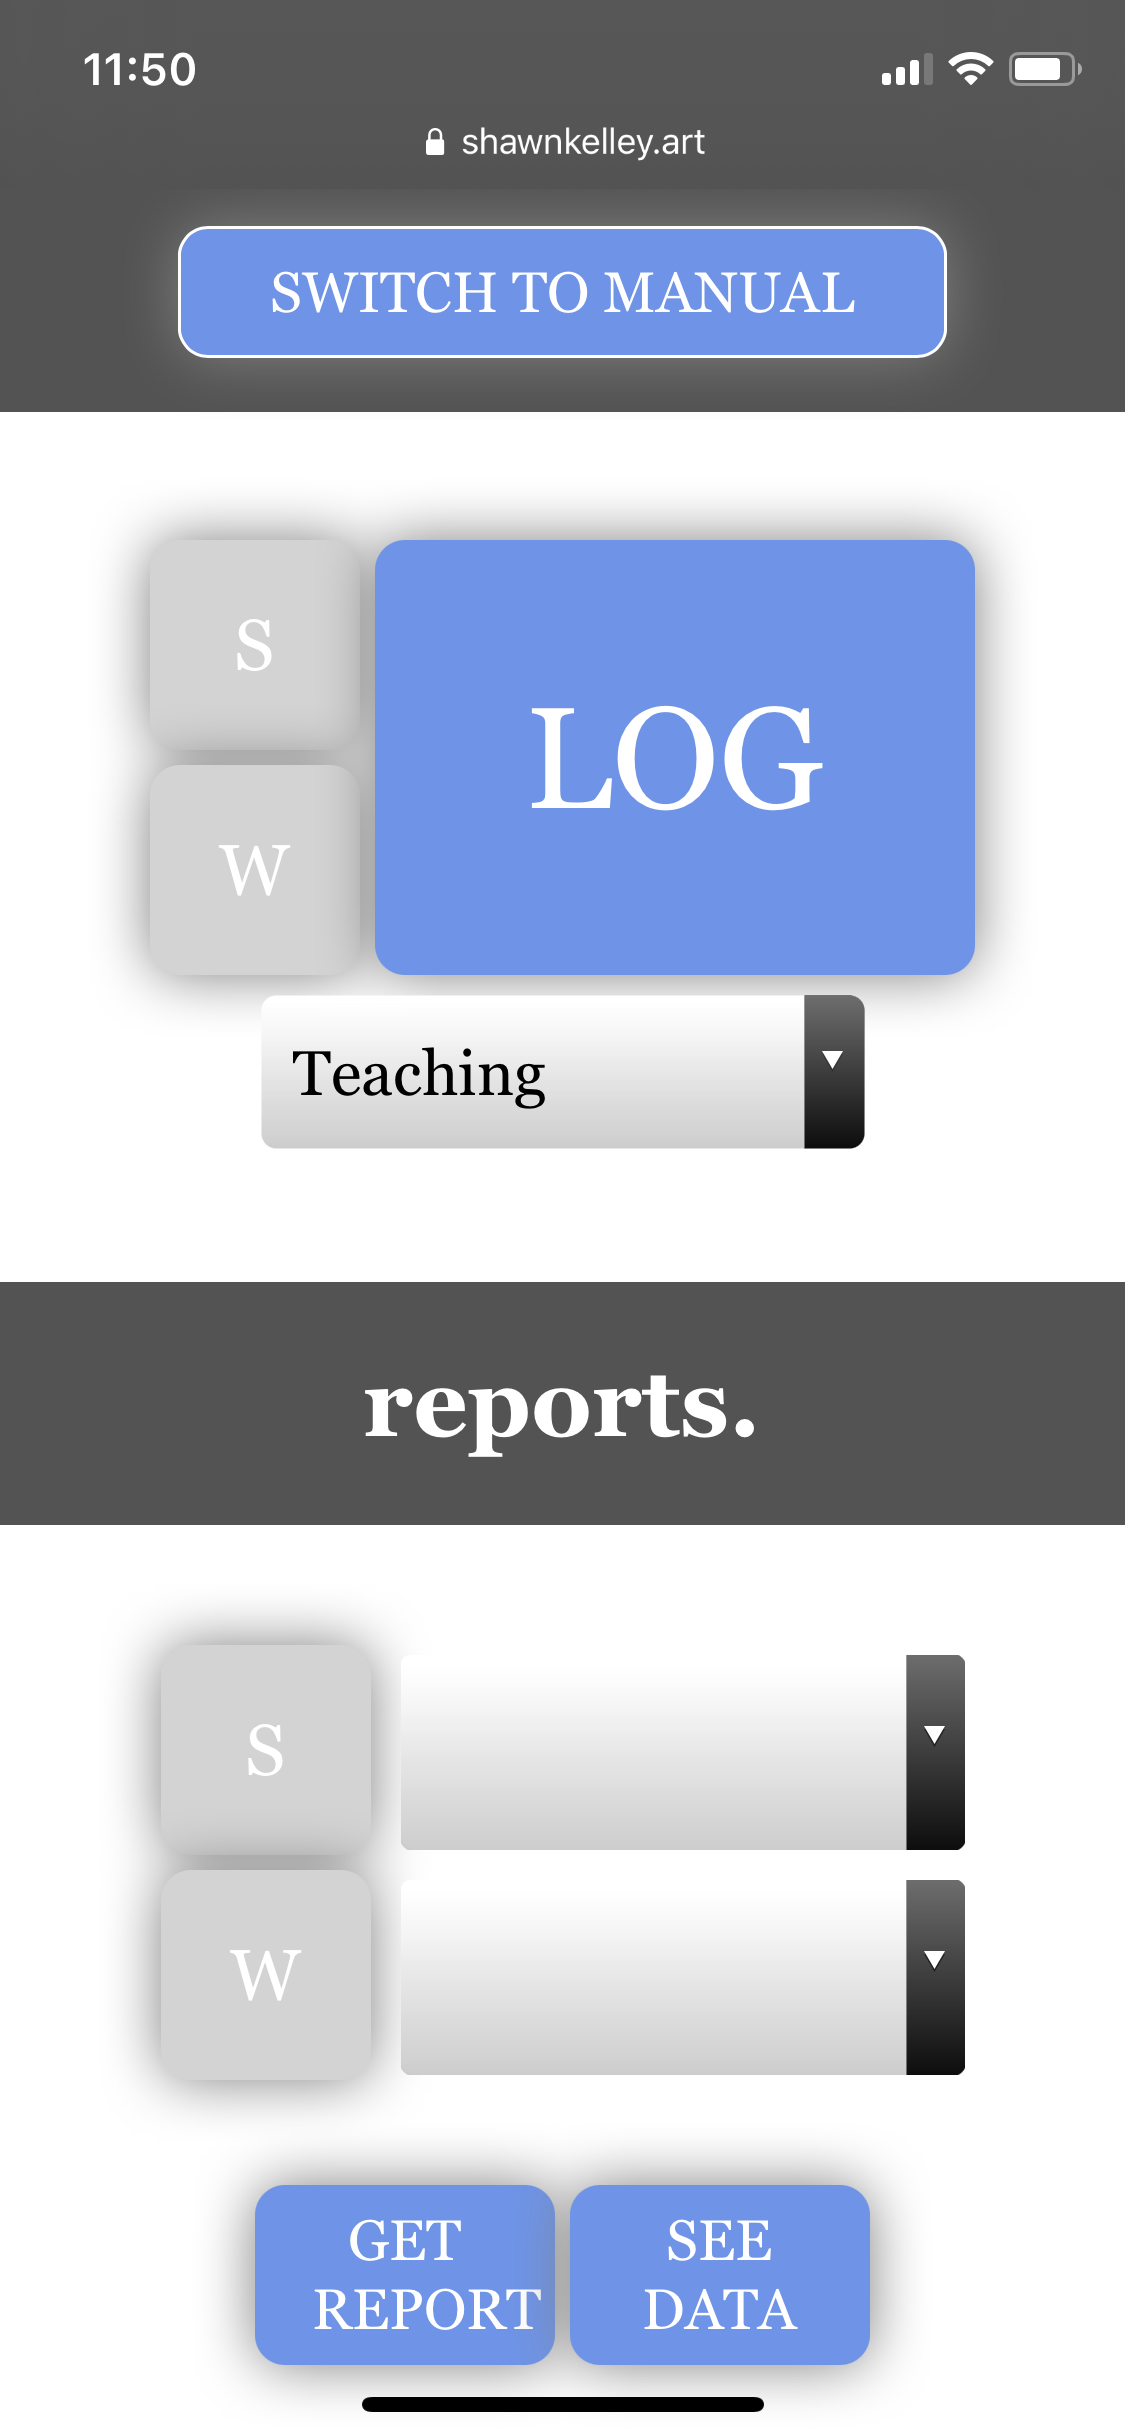 11:50
shawnkelley.art
SWITCH TO MANUAL
S
LOG
W
Teaching
reports.
S
W
GET
REPORT
SEE
DATA